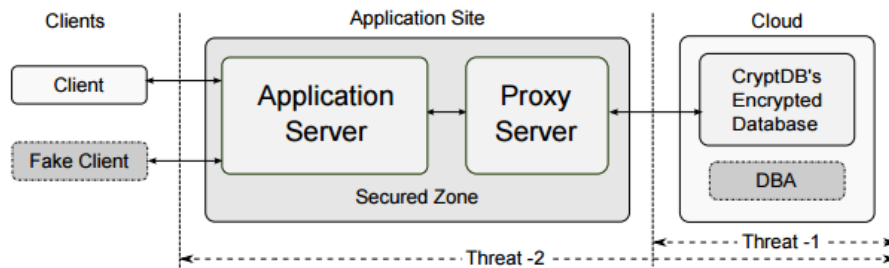 Clients
Application Site
Cloud
Client
Fake Client
Application
Server
Proxy
Server
Secured Zone
CryptDB's
Encrypted
Database
DBA
Threat -1
Threat -2